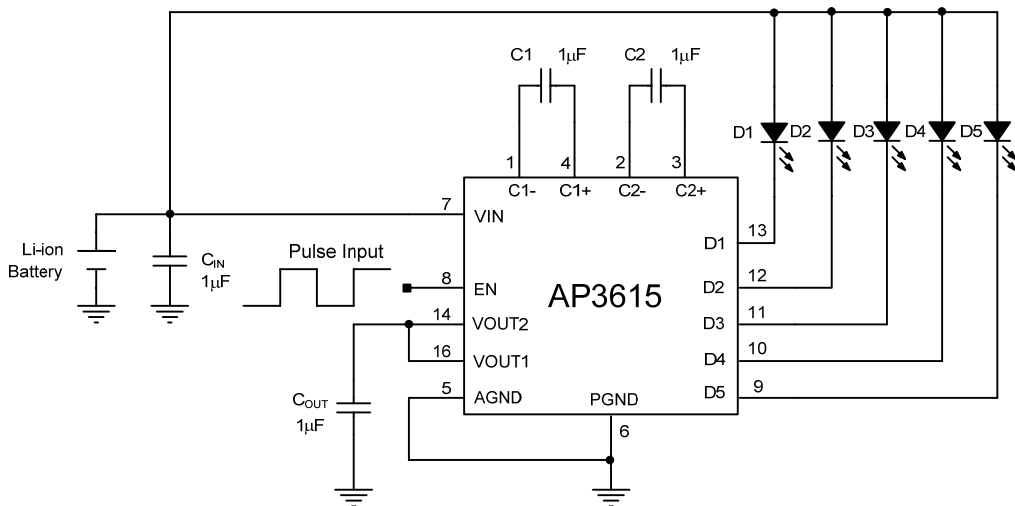 C1 1µF C2 1µF
D1 D2 D3 D4 D5
1 4 2 3
C1- C1+ C2- C2+
7 VIN
13 D1
Li-ion
Battery
C_IN
1µF
Pulse Input
8 EN
AP3615
12 D2
14 VOUT2
11 D3
16 VOUT1
10 D4
5 AGND
9 D5
C_OUT
1µF
PGND
6